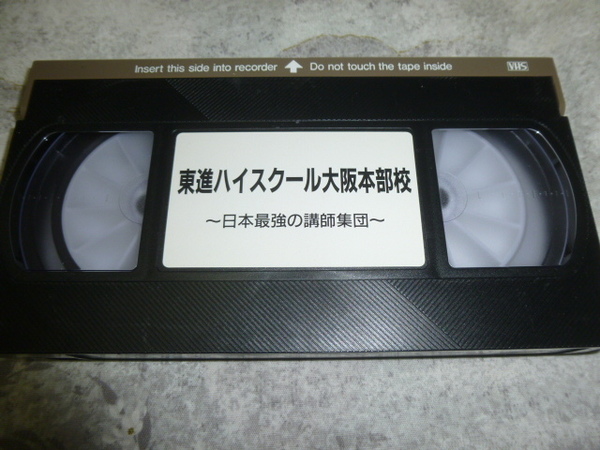 Insert this side into recorder Do not touch the tape inside VHS
東進ハイスクール大阪本部校
～日本最強の講師集団～